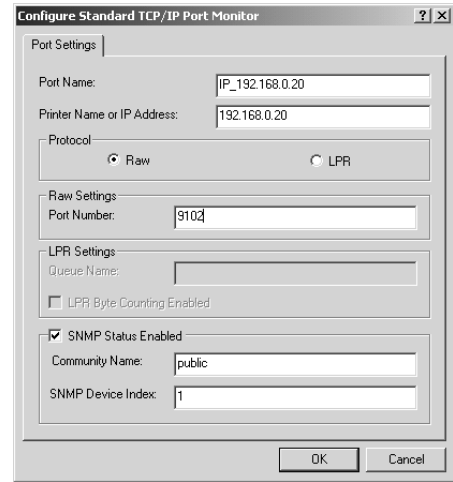 Configure Standard TCP/IP Port Monitor
Port Settings
Port Name: IP_192.168.0.20
Printer Name or IP Address: 192.168.0.20
Protocol
Raw LPR
Raw Settings
Port Number: 9102
LPR Settings
Queue Name:
LPR Byte Counting Enabled
SNMP Status Enabled
Community Name: public
SNMP Device Index: 1
OK Cancel